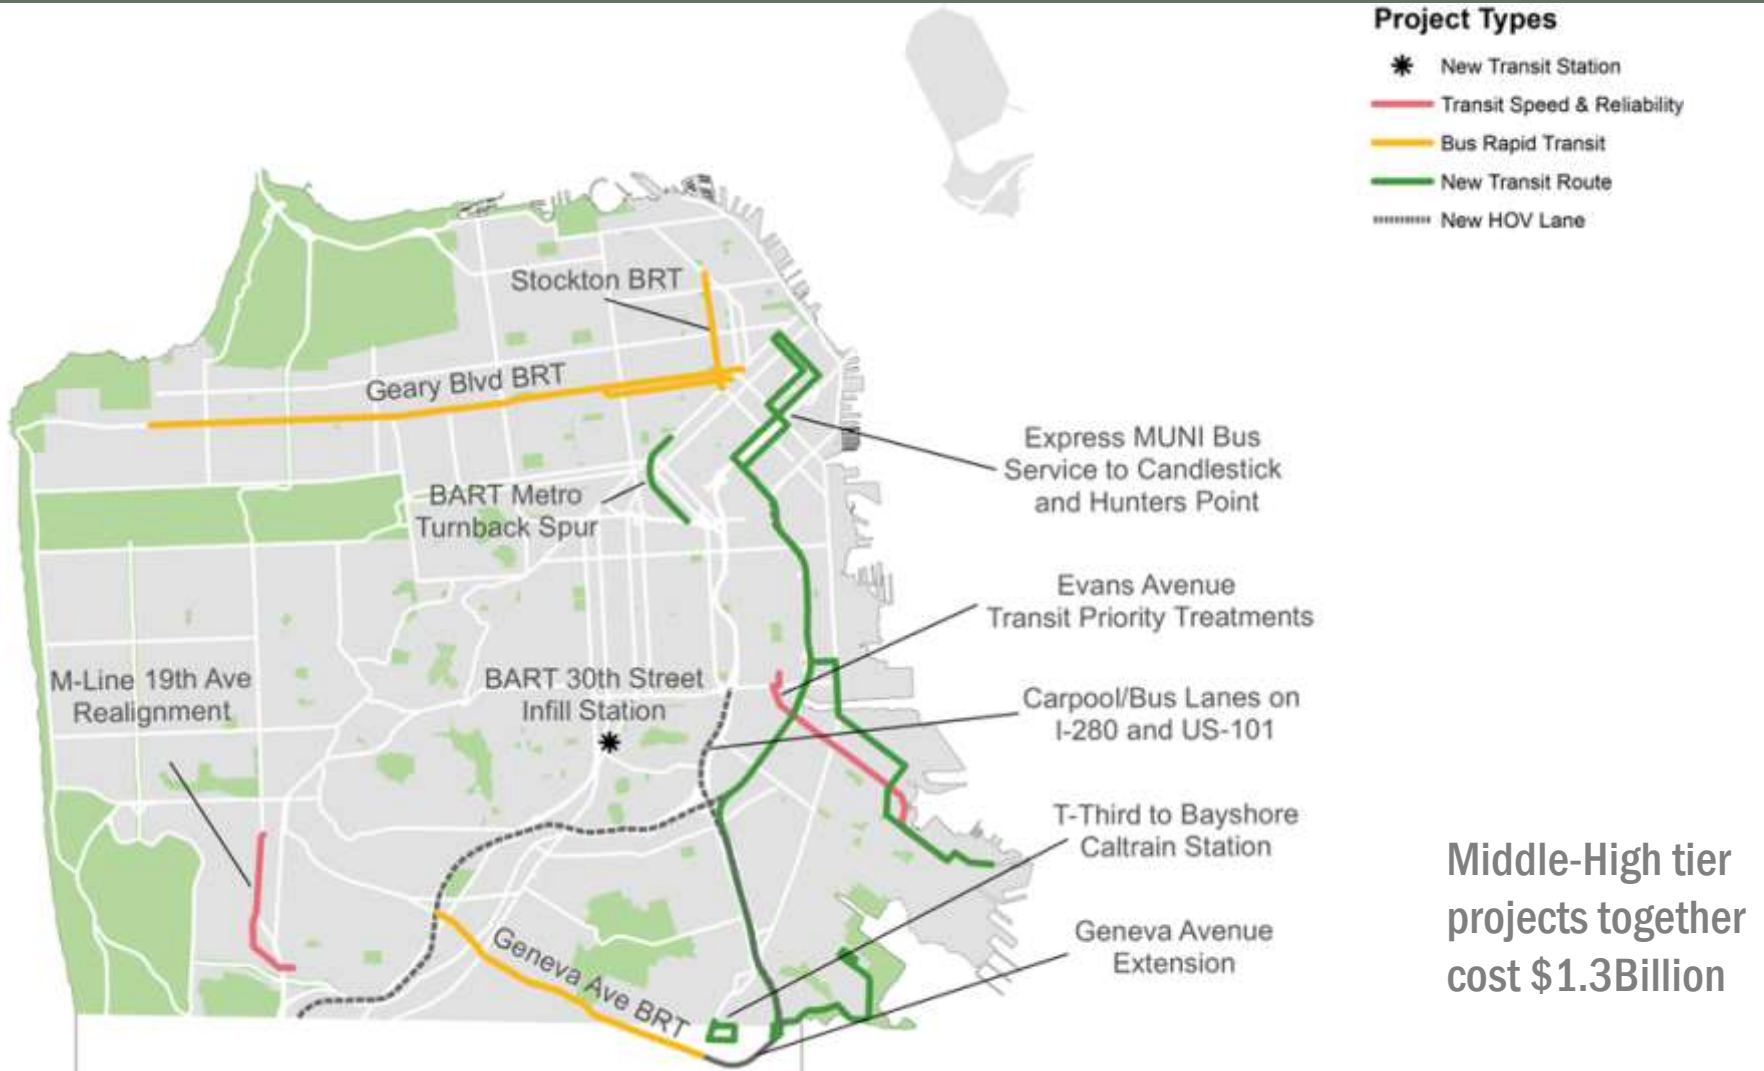 Project Types
New Transit Station
Transit Speed & Reliability
Bus Rapid Transit
New Transit Route
New HOV Lane
Stockton BRT
Geary Blvd BRT
Express MUNI Bus
Service to Candlestick
and Hunters Point
BART Metro
Turnback Spur
Evans Avenue
Transit Priority Treatments
M-Line 19th Ave
Realignment
BART 30th Street
Infill Station
Carpool/Bus Lanes on
I-280 and US-101
T-Third to Bayshore
Caltrain Station
Geneva Avenue
Extension
Geneva Ave BRT
Middle-High tier
projects together
cost $1.3Billion